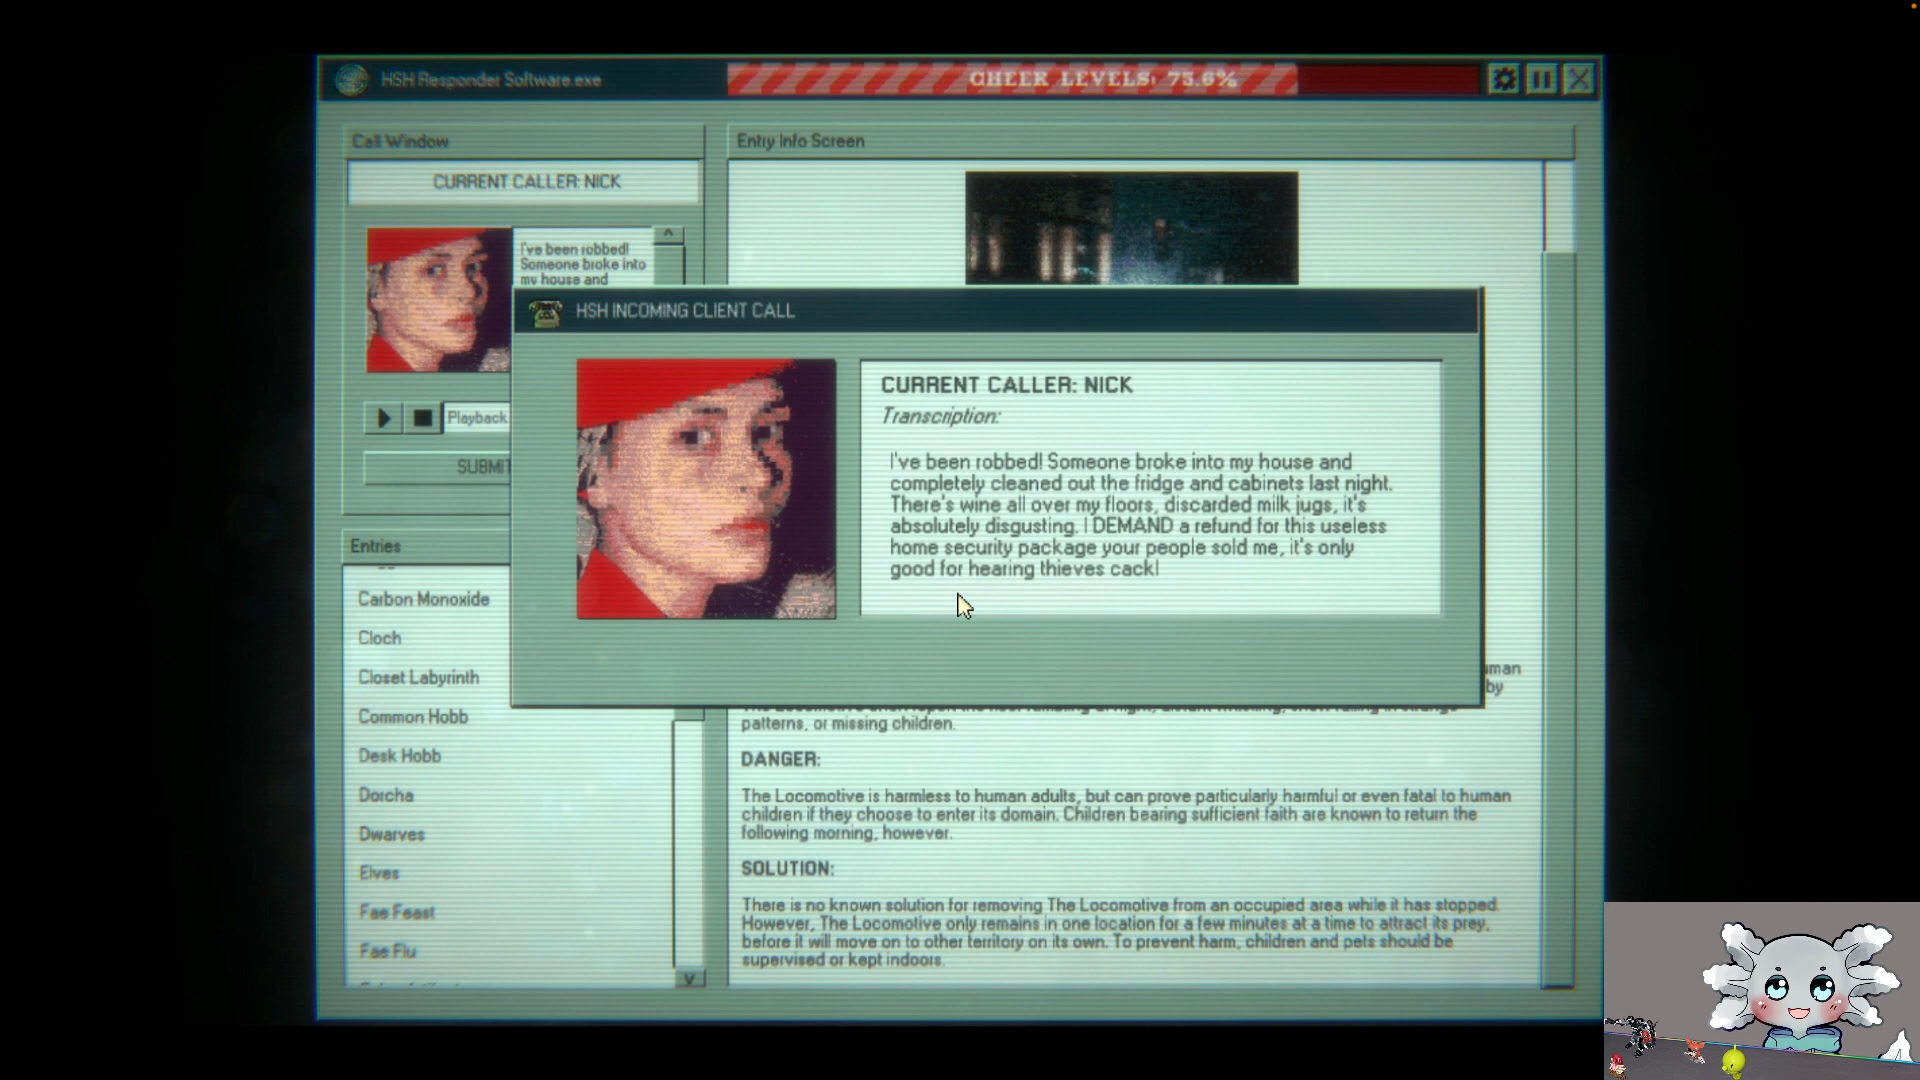 HSH Responder Software.exe
CHEER LEVELS: 75.6%
Call Window
CURRENT CALLER: NICK
I've been robbed!
Someone broke into
my house and
Playback
SUBMIT
Entries
Carbon Monoxide
Cloch
Closet Labyrinth
Common Hobb
Desk Hobb
Dorcha
Dwarves
Elves
Fae Feast
Fae Flu
Entry Info Screen
HSH INCOMING CLIENT CALL
CURRENT CALLER: NICK
Transcription:
I've been robbed! Someone broke into my house and
completely cleaned out the fridge and cabinets last night.
There's wine all over my floors, discarded milk jugs, it's
absolutely disgusting. I DEMAND a refund for this useless
home security package your people sold me, it's only
good for hearing thieves cackl
by
patterns, or missing children.
DANGER:
The Locomotive is harmless to human adults, but can prove particularly harmful or even fatal to human
children if they choose to enter its domain. Children bearing sufficient faith are known to return the
following morning, however.
SOLUTION:
There is no known solution for removing The Locomotive from an occupied area while it has stopped.
However, The Locomotive only remains in one location for a few minutes at a time to attract its prey,
before it will move on to other territory on its own. To prevent harm, children and pets should be
supervised or kept indoors.